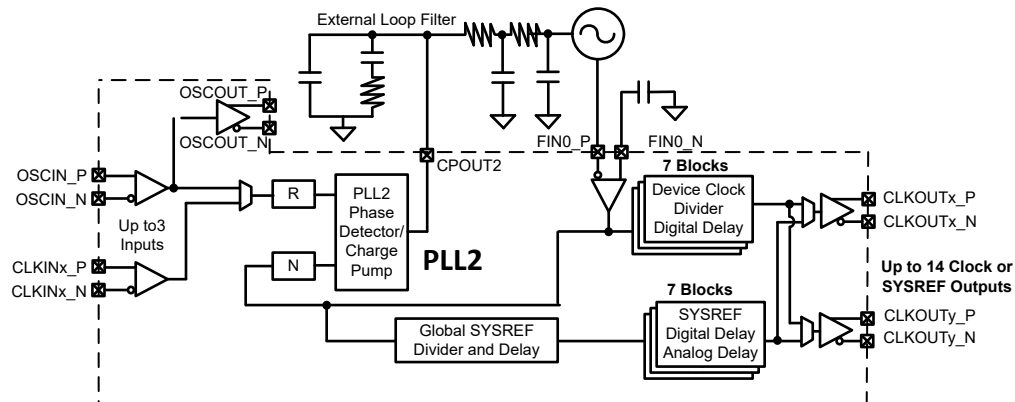 External Loop Filter
OSCOUT_P
OSCOUT_N
FIN0_P
FIN0_N
CPOUT2
OSCIN_P
OSCIN_N
Up to3
Inputs
CLKINx_P
CLKINx_N
R
N
PLL2
Phase
Detector/
Charge
Pump
PLL2
7 Blocks
Device Clock
Divider
Digital Delay
CLKOUTx_P
CLKOUTx_N
Up to 14 Clock or
SYSREF Outputs
7 Blocks
Global SYSREF
Divider and Delay
SYSREF
Digital Delay
Analog Delay
CLKOUTy_P
CLKOUTy_N